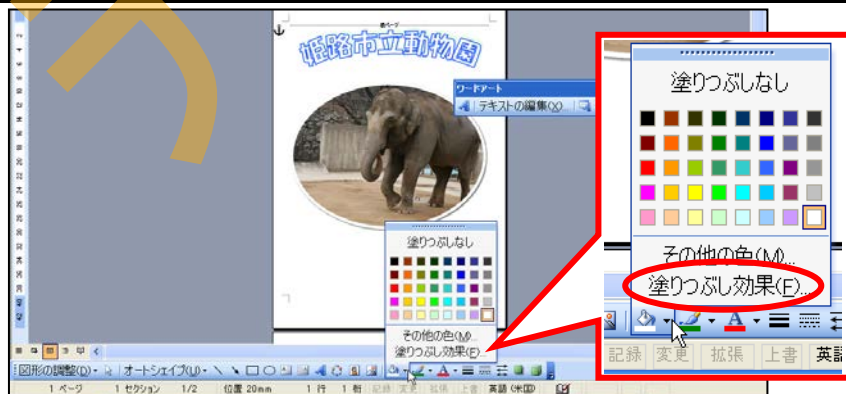 表ページ
姫路市立動物園
ワードアート
テキストの編集(X)...
塗りつぶしなし
その他の色(M)...
塗りつぶし効果(F)...
塗りつぶしなし
その他の色(M)...
塗りつぶし効果(F)...
記録 変更 拡張 上書 英語
図形の調整(D) オートシェイプ(U)
1 ページ 1 セクション 1/2 位置 20mm 1 行 1 桁 記録 変更 拡張 上書 英語 (米国)